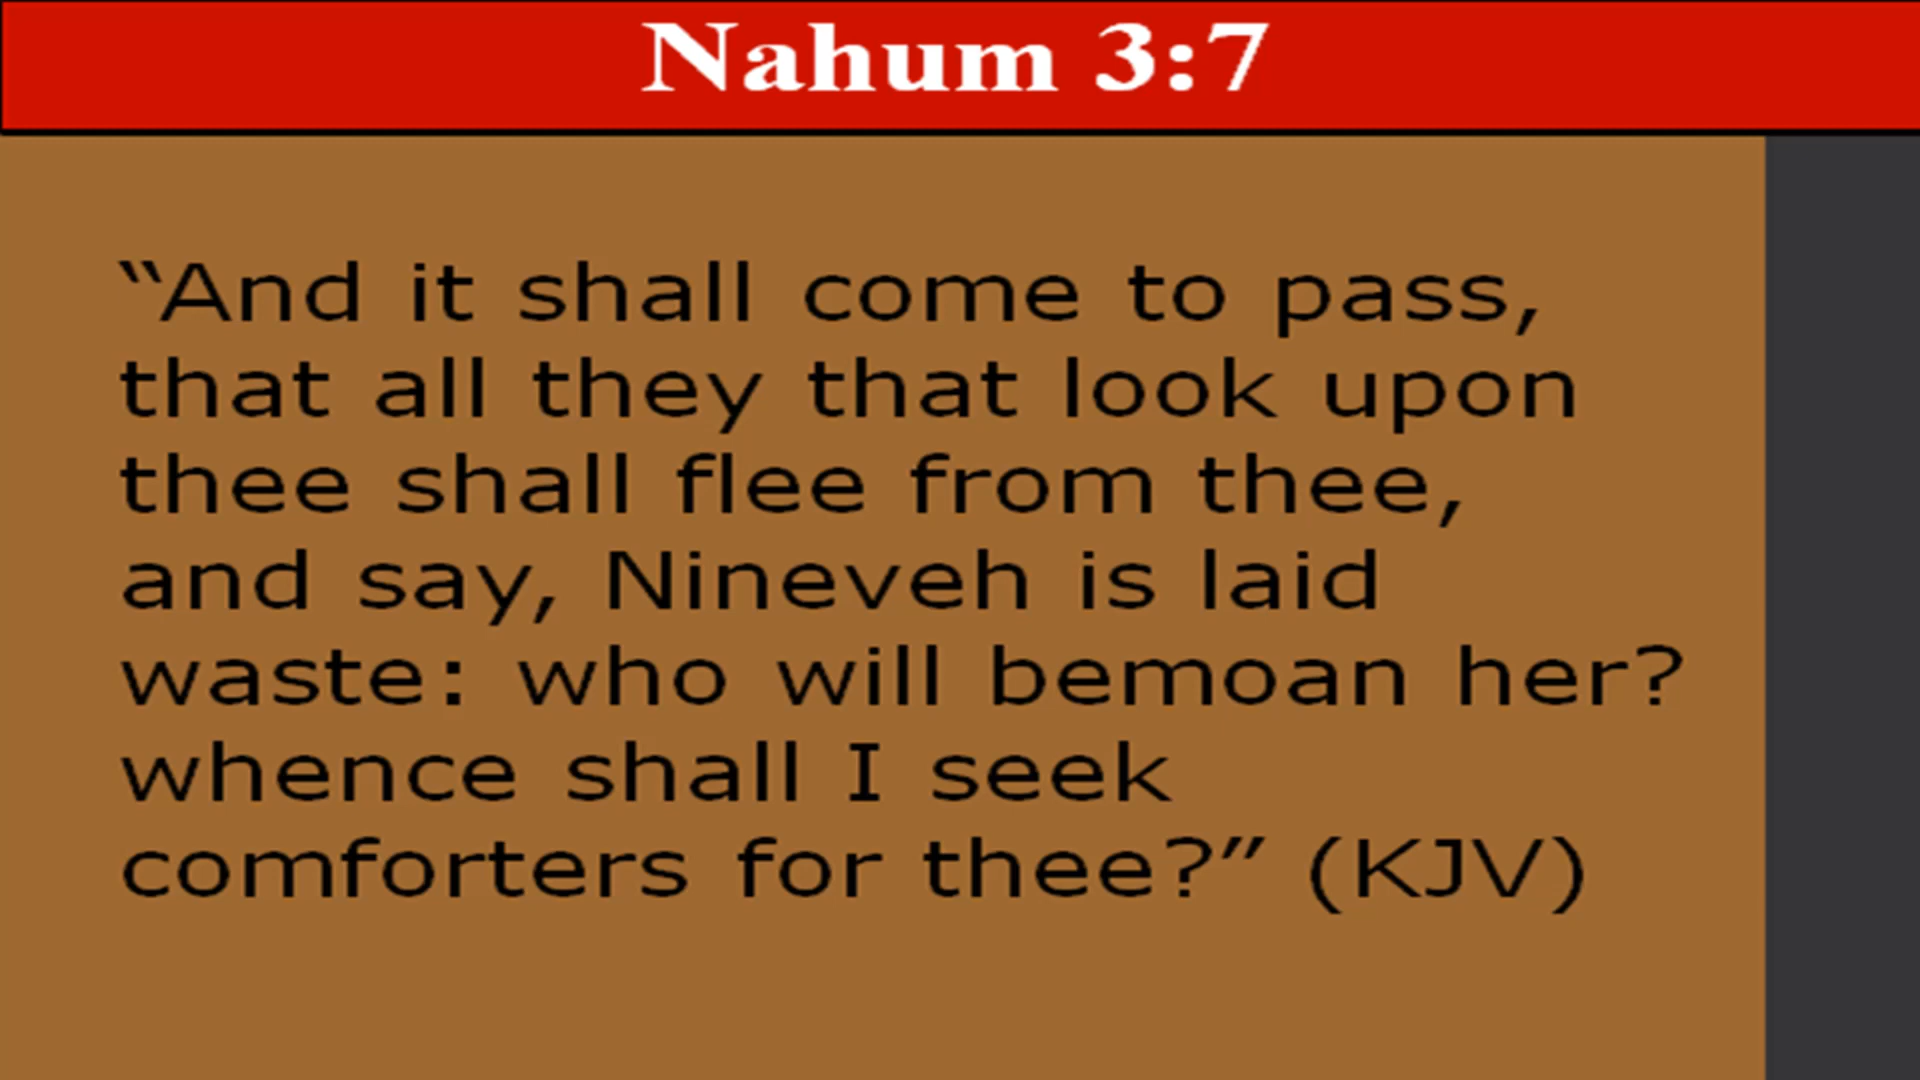 Nahum 3:7
“And it shall come to pass,
that all they that look upon
thee shall flee from thee,
and say, Nineveh is laid
waste: who will bemoan her?
whence shall I seek
comforters for thee?” (KJV)